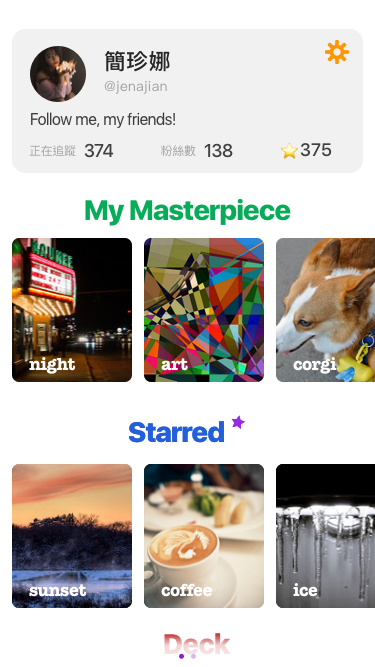 簡珍娜
@jenajian
Follow me, my friends!
正在追蹤 374 粉絲數 138 375
My Masterpiece
night art corgi
Starred
sunset coffee ice
Deck